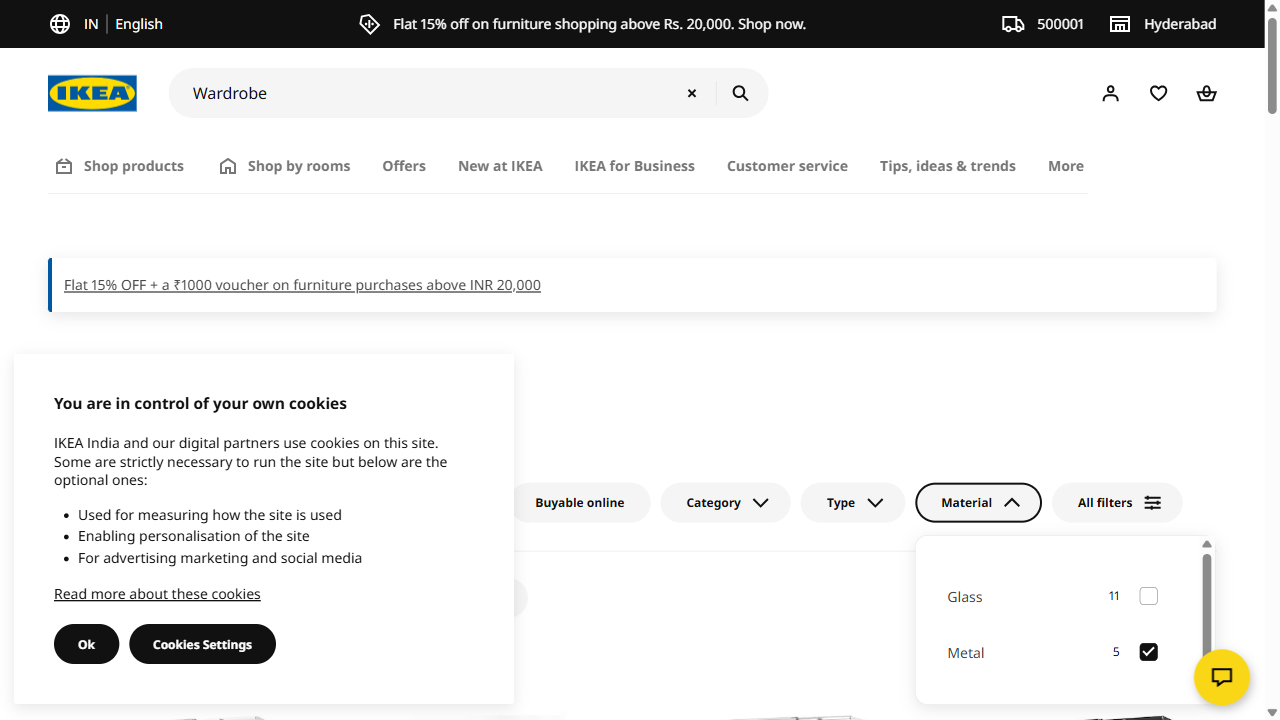 IN English
Flat 15% off on furniture shopping above Rs. 20,000. Shop now.
500001
Hyderabad
IKEA
Wardrobe
Shop products
Shop by rooms
Offers
New at IKEA
IKEA for Business
Customer service
Tips, ideas & trends
More
Flat 15% OFF + a ₹1000 voucher on furniture purchases above INR 20,000
You are in control of your own cookies
IKEA India and our digital partners use cookies on this site.
Some are strictly necessary to run the site but below are the
optional ones:
Used for measuring how the site is used
Enabling personalisation of the site
For advertising marketing and social media
Read more about these cookies
Ok
Cookies Settings
Buyable online
Category
Type
Material
All filters
Glass 11
Metal 5